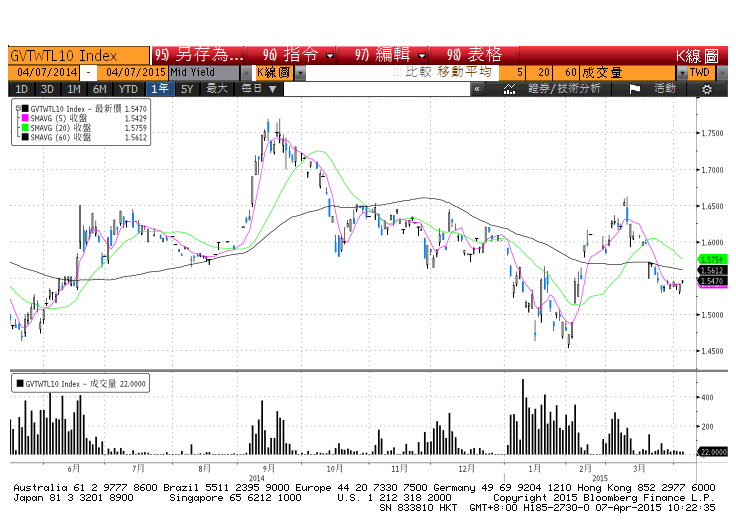 GVTWTL10 Index 95) 另存為... 96) 指令 97) 編輯 98) 表格 K線圖
04/07/2014 - 04/07/2015 Mid Yield K線圖 比較 移動平均 5 20 60 成交量 TWD
1D 3D 1M 6M YTD 1年 5Y 最大 每日 ▼ « 證券/技術分析 活動
GVTWTL10 Index - 最新價 1.5470
SMAVG (5) 收盤 1.5429
SMAVG (20) 收盤 1.5759
SMAVG (60) 收盤 1.5612
1.7500
1.7000
1.6500
1.6000
1.5759
1.5612
1.5470
1.5000
1.4500
GVTWTL10 Index - 成交量 22.0000
400
200
22.0000
6月 7月 8月 9月 10月 11月 12月 1月 2月 3月
2014 2015
Australia 61 2 9777 8600 Brazil 5511 2395 9000 Europe 44 20 7330 7500 Germany 49 69 9204 1210 Hong Kong 852 2977 6000
Japan 81 3 3201 8900 Singapore 65 6212 1000 U.S. 1 212 318 2000 Copyright 2015 Bloomberg Finance L.P.
SN 833810 HKT GMT+8:00 H185-2730-0 07-Apr-2015 10:22:35